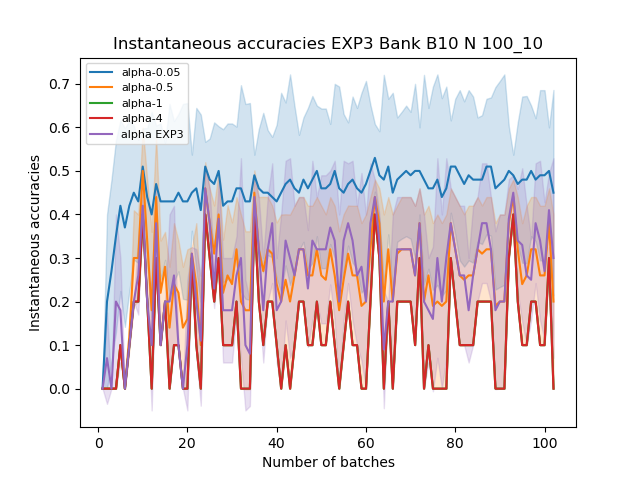 Instantaneous accuracies EXP3 Bank B10 N 100_10
alpha-0.05
alpha-0.5
alpha-1
alpha-4
alpha EXP3
Instantaneous accuracies
0.7
0.6
0.5
0.4
0.3
0.2
0.1
0.0
0
20
40
60
80
100
Number of batches